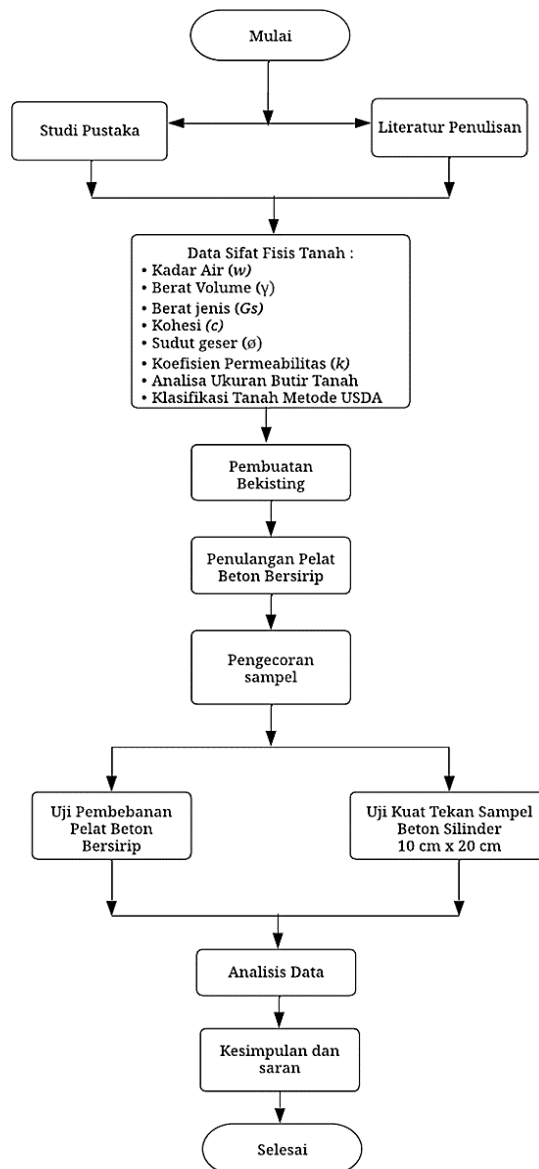 Mulai
Studi Pustaka
Literatur Penulisan
Data Sifat Fisis Tanah :
• Kadar Air (w)
• Berat Volume (γ)
• Berat jenis (Gs)
• Kohesi (c)
• Sudut geser (ø)
• Koefisien Permeabilitas (k)
• Analisa Ukuran Butir Tanah
• Klasifikasi Tanah Metode USDA
Pembuatan
Bekisting
Penulangan Pelat
Beton Bersirip
Pengecoran
sampel
Uji Pembebanan
Pelat Beton
Bersirip
Uji Kuat Tekan Sampel
Beton Silinder
10 cm x 20 cm
Analisis Data
Kesimpulan dan
saran
Selesai